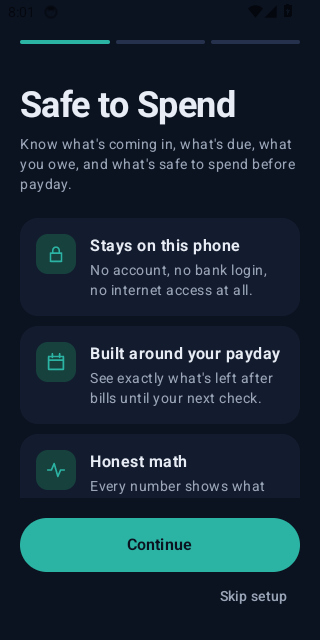 8:01
Safe to Spend
Know what's coming in, what's due, what
you owe, and what's safe to spend before
payday.
Stays on this phone
No account, no bank login,
no internet access at all.
Built around your payday
See exactly what's left after
bills until your next check.
Honest math
Every number shows what
Continue
Skip setup